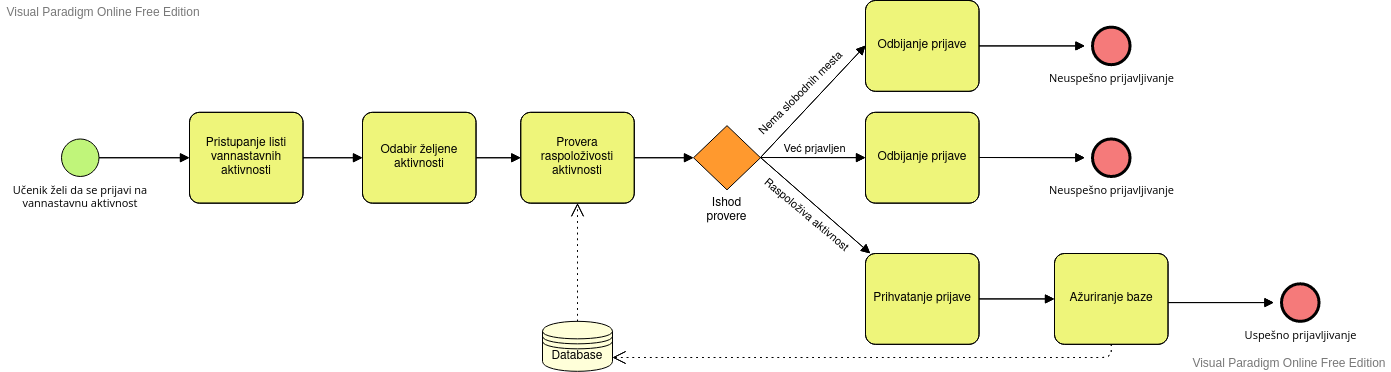 Visual Paradigm Online Free Edition
Učenik želi da se prijavi na
vannastavnu aktivnost
Pristupanje listi
vannastavnih
aktivnosti
Odabir željene
aktivnosti
Provera
raspoloživosti
aktivnosti
Database
Ishod
provere
Nema slobodnih mesta
Odbijanje prijave
Neuspešno prijavljivanje
Već prjavljen
Odbijanje prijave
Neuspešno prijavljivanje
Raspoloživa aktivnost
Prihvatanje prijave
Ažuriranje baze
Uspešno prijavljivanje
Visual Paradigm Online Free Edition